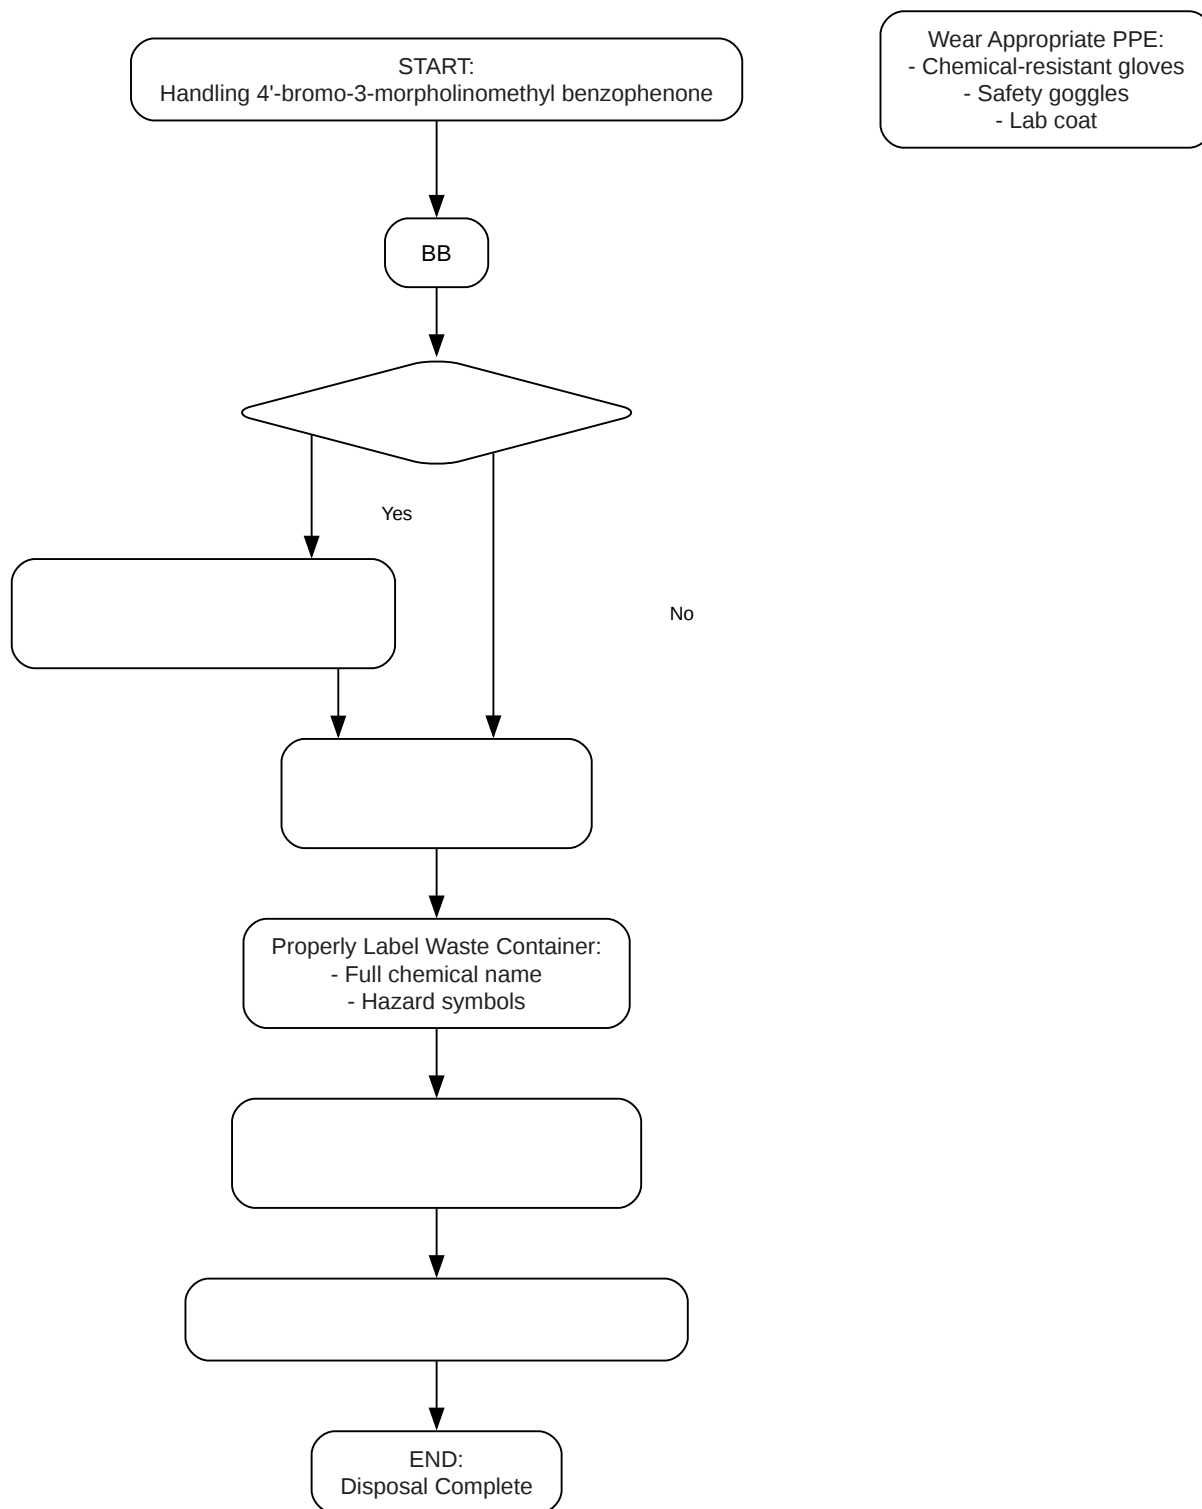 START:
Handling 4'-bromo-3-morpholinomethyl benzophenone
Wear Appropriate PPE:
- Chemical-resistant gloves
- Safety goggles
- Lab coat
BB
Yes
No
Properly Label Waste Container:
- Full chemical name
- Hazard symbols
END:
Disposal Complete